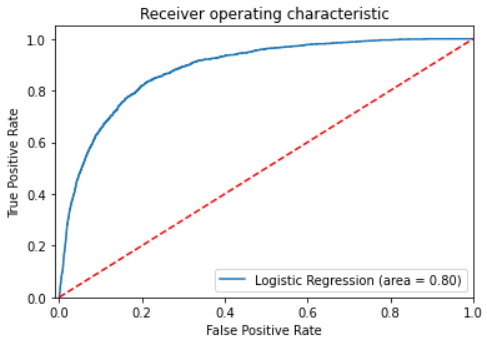 Receiver operating characteristic
1.0
0.8
0.6
0.4
0.2
0.0
True Positive Rate
Logistic Regression (area = 0.80)
0.0 0.2 0.4 0.6 0.8 1.0
False Positive Rate